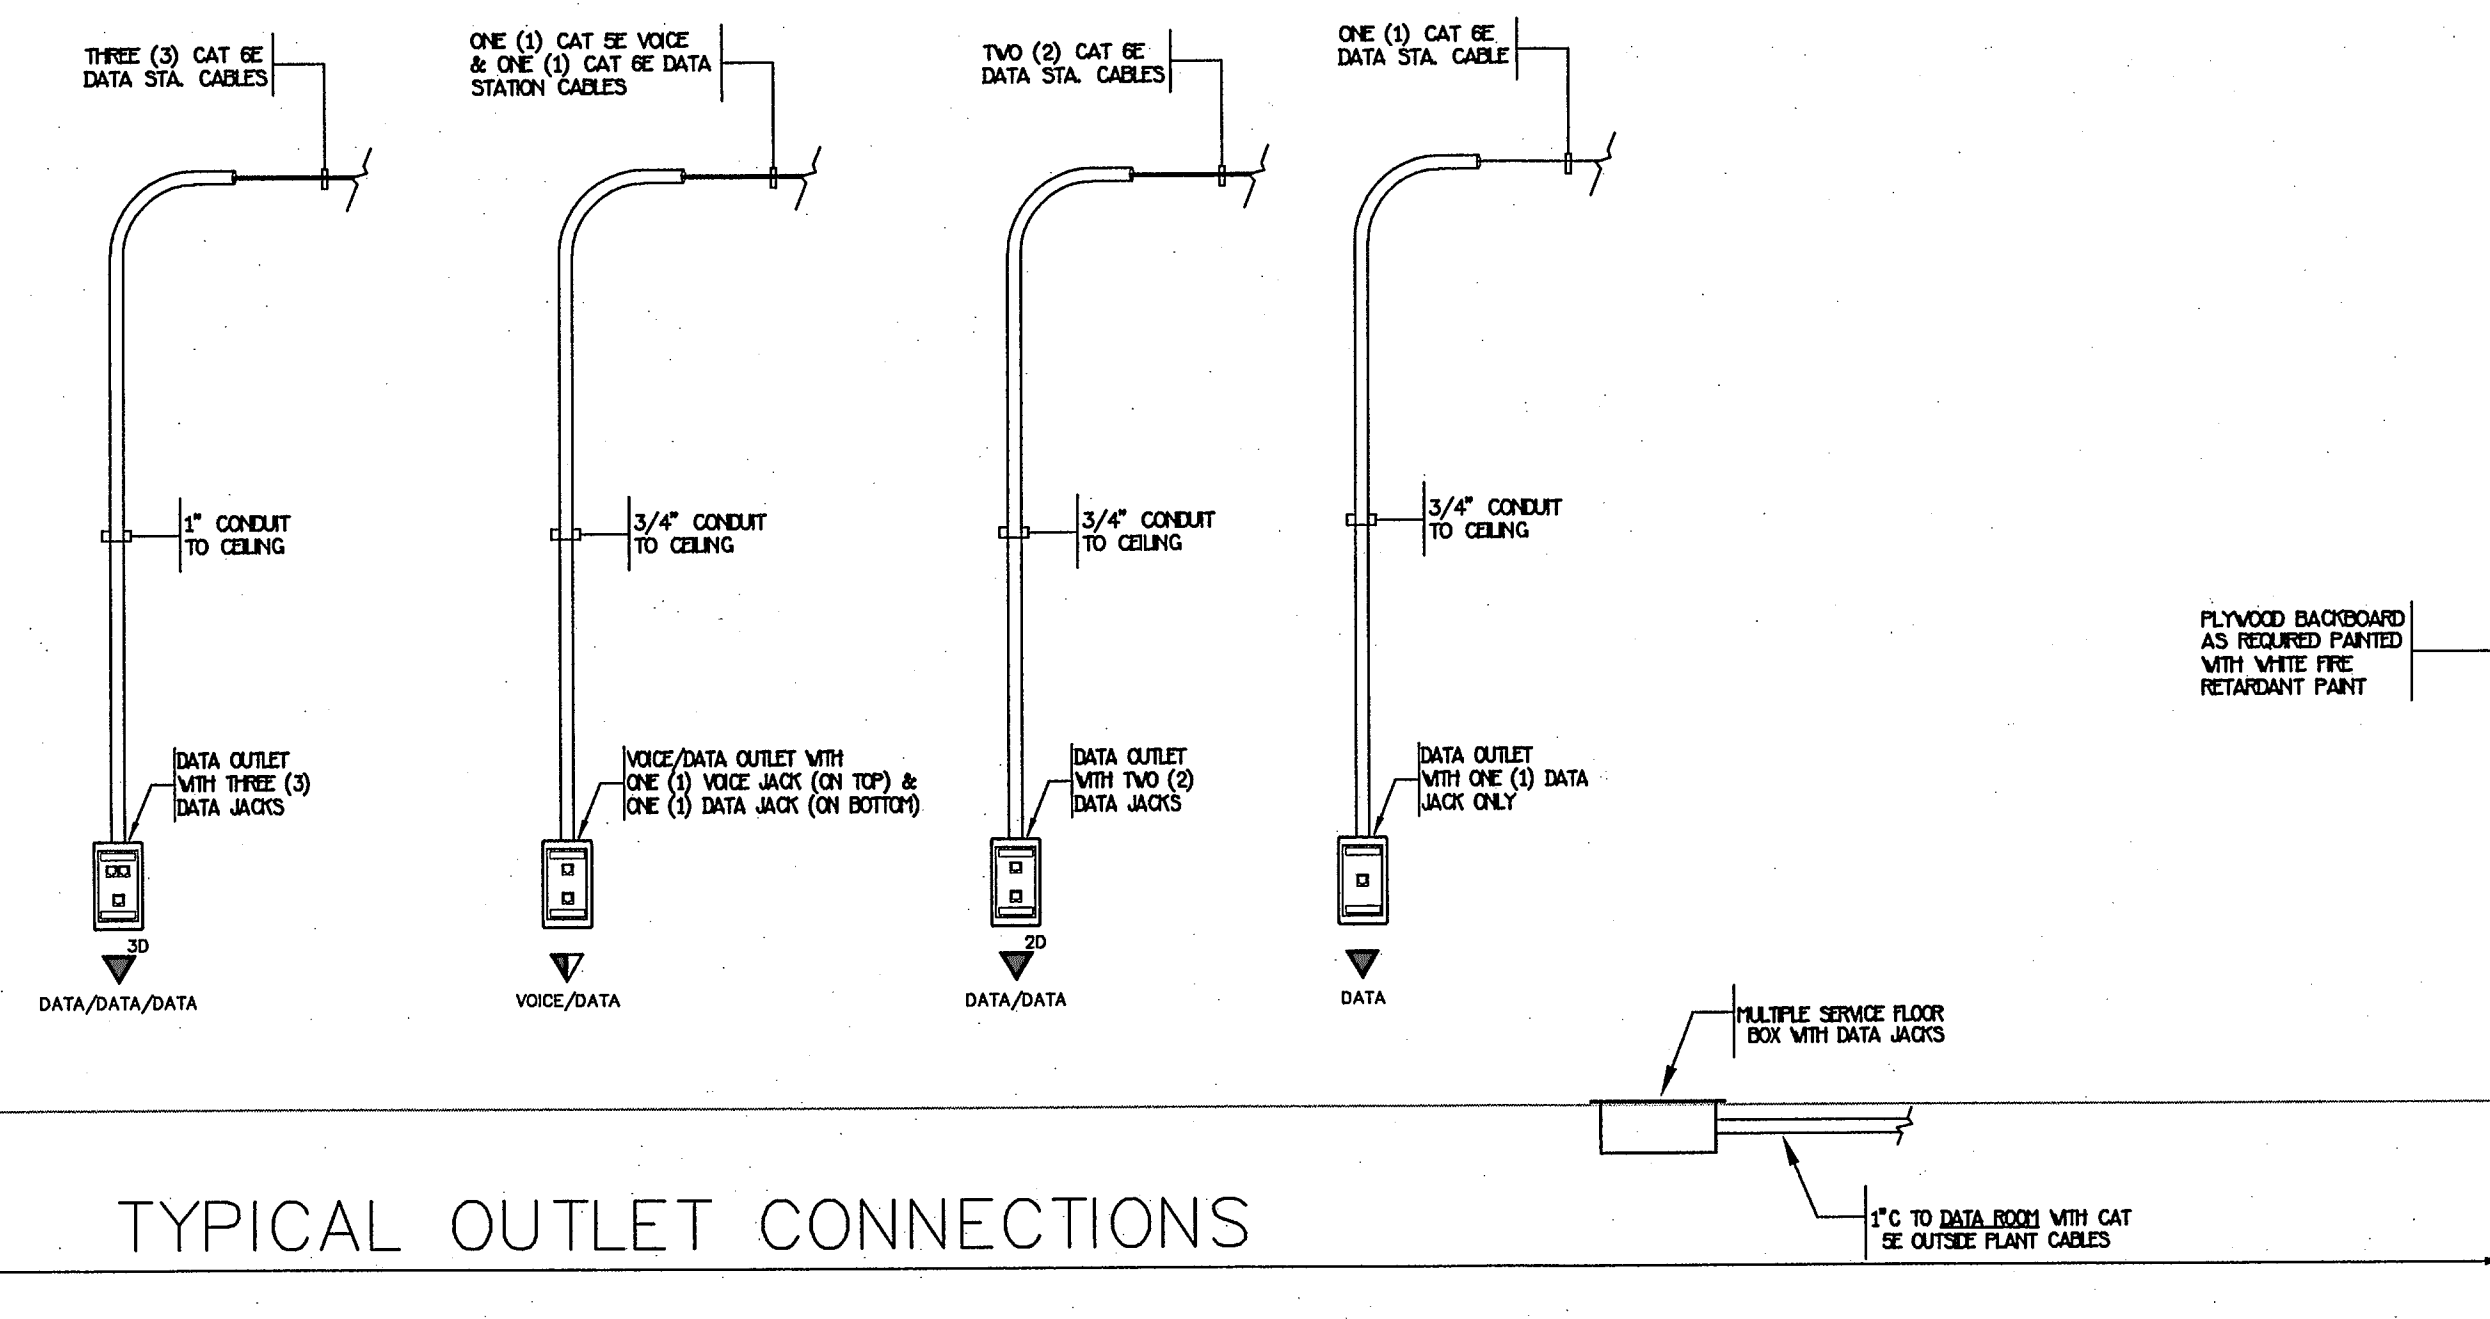 THREE (3) CAT 6E
DATA STA. CABLES
ONE (1) CAT 5E VOICE
& ONE (1) CAT 6E DATA
STATION CABLES
TWO (2) CAT 6E
DATA STA. CABLES
ONE (1) CAT 6E
DATA STA. CABLE
1" CONDUIT
TO CEILING
3/4" CONDUIT
TO CEILING
3/4" CONDUIT
TO CEILING
3/4" CONDUIT
TO CEILING
PLYWOOD BACKBOARD
AS REQUIRED PAINTED
WITH WHITE FIRE
RETARDANT PAINT
DATA OUTLET
WITH THREE (3)
DATA JACKS
VOICE/DATA OUTLET WITH
ONE (1) VOICE JACK (ON TOP) &
ONE (1) DATA JACK (ON BOTTOM)
DATA OUTLET
WITH TWO (2)
DATA JACKS
DATA OUTLET
WITH ONE (1) DATA
JACK ONLY
3D
DATA/DATA/DATA
VOICE/DATA
2D
DATA/DATA
DATA
MULTIPLE SERVICE FLOOR
BOX WITH DATA JACKS
1"C TO DATA ROOM WITH CAT
5E OUTSIDE PLANT CABLES
TYPICAL OUTLET CONNECTIONS